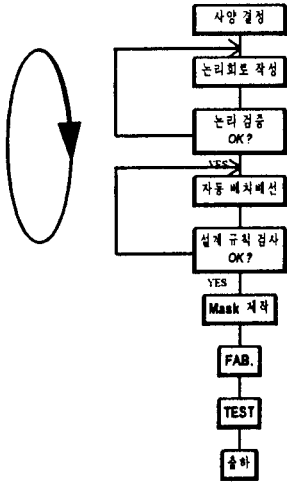 사양 결정
논리회로 작성
논리 검증
OK?
YES
자동 배치배선
설계 규칙 검사
OK?
YES
Mask 제작
FAB.
TEST
출하